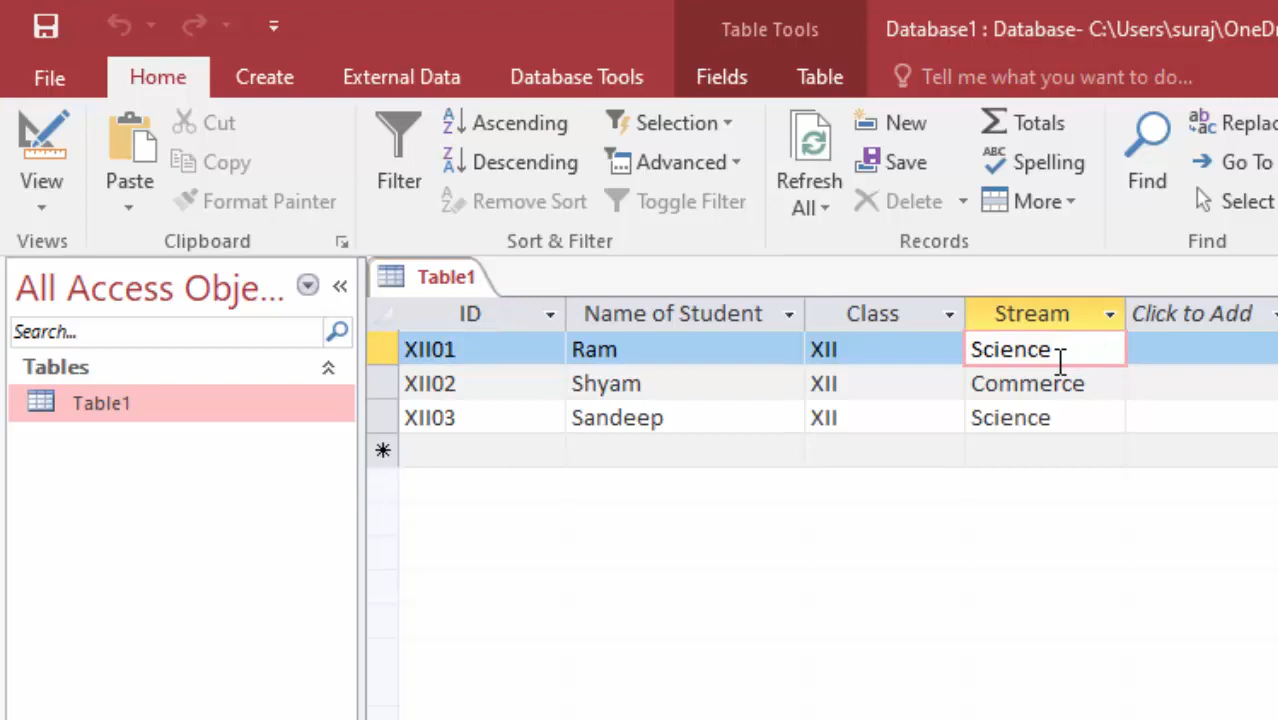 Table Tools
Database1 : Database- C:\Users\suraj\OneDr
File Home Create External Data Database Tools Fields Table Tell me what you want to do...
View
Views
Paste
Cut
Copy
Format Painter
Clipboard
Filter
Ascending
Descending
Remove Sort
Selection
Advanced
Toggle Filter
Sort & Filter
Refresh
All
New
Save
Delete
Totals
Spelling
More
Records
Find
Replac
Go To
Select
Find
All Access Obje... «
Search...
Tables
Table1
Table1
ID Name of Student Class Stream Click to Add
XII01 Ram XII Science
XII02 Shyam XII Commerce
XII03 Sandeep XII Science